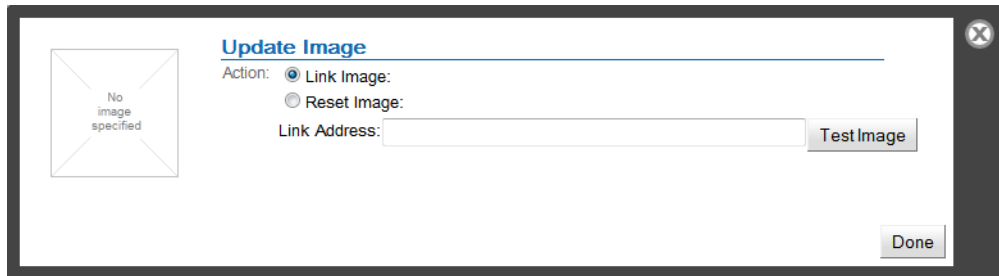 Update Image
No
image
specified
Action: Link Image:
Reset Image:
Link Address: Test Image
Done